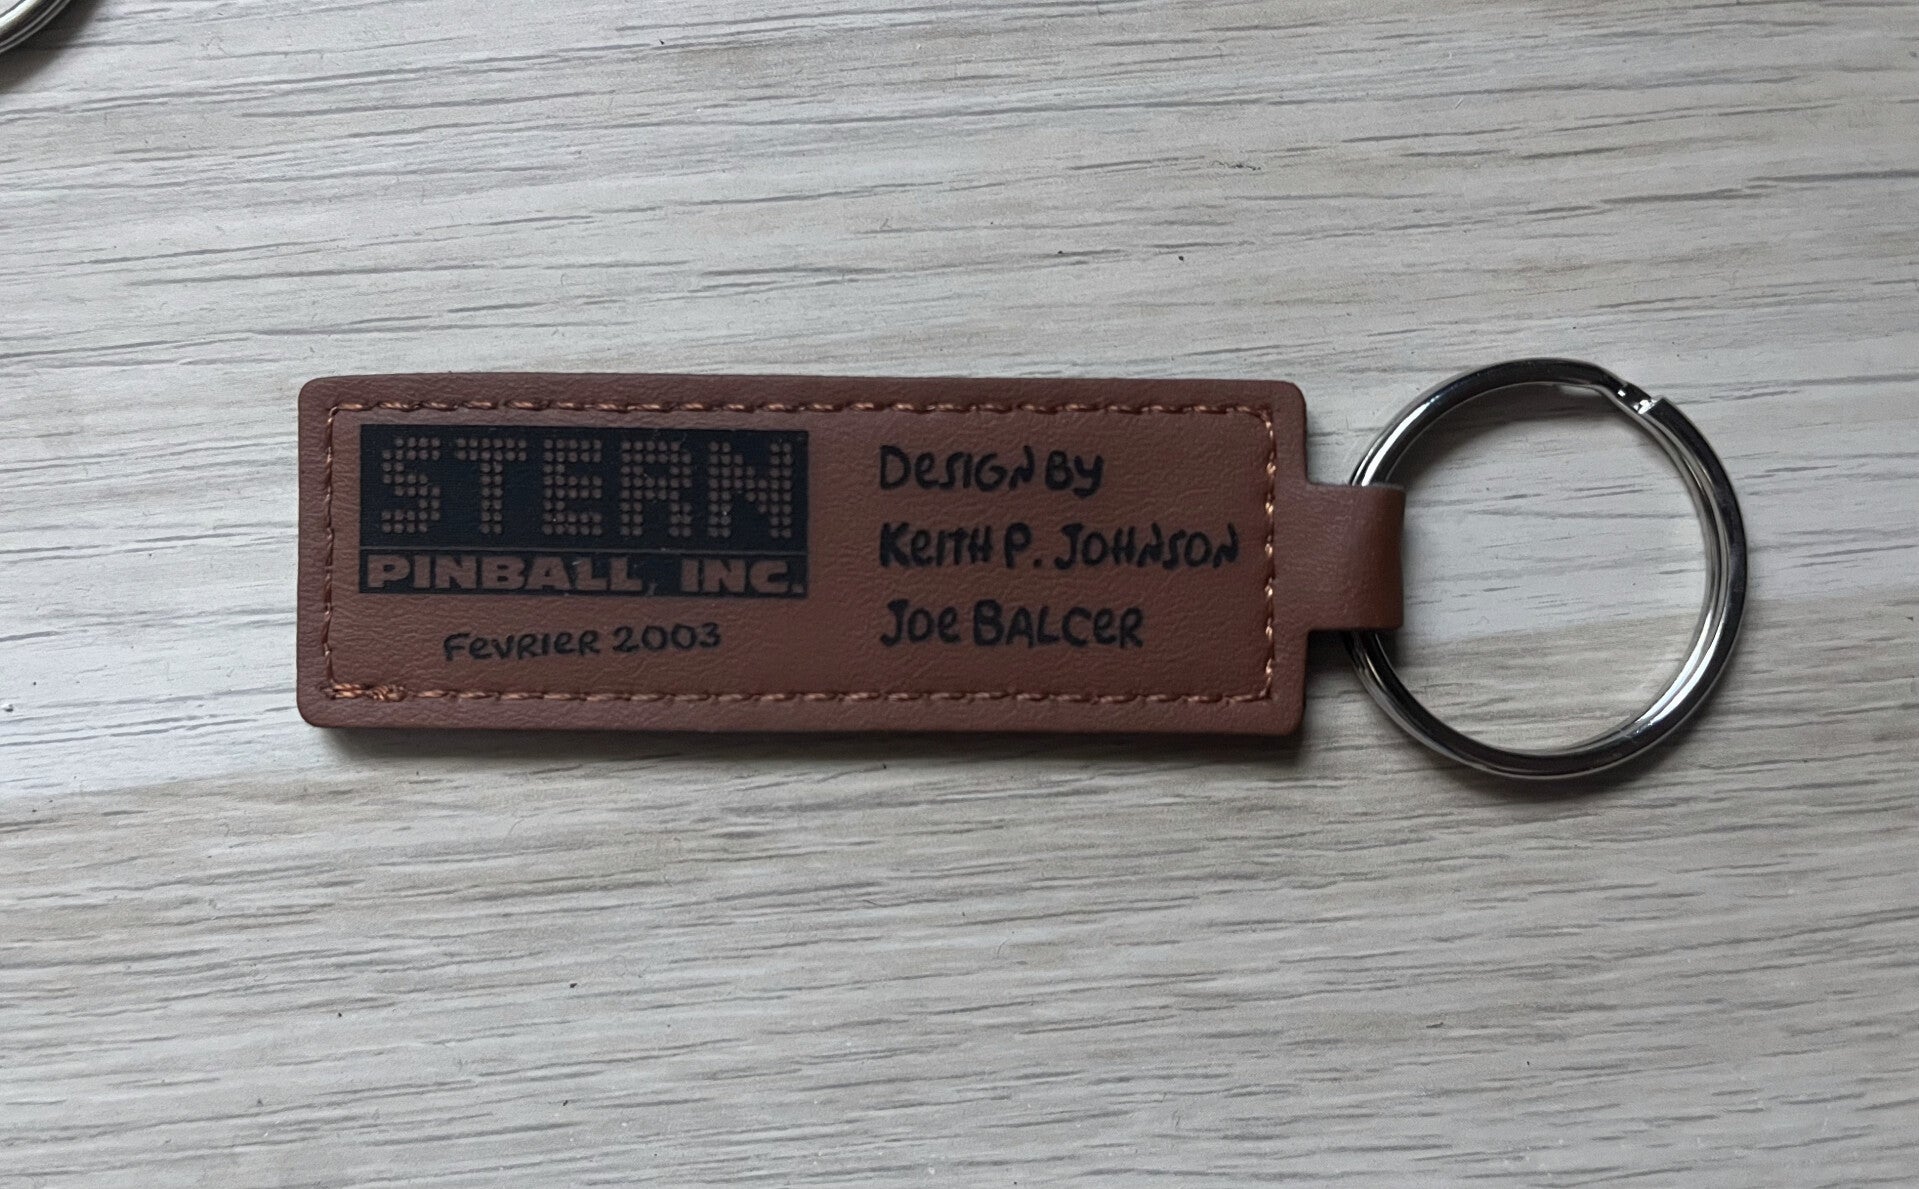 STERN
PINBALL, INC.
FEVRIER 2003
DESIGN BY
KEITH P. JOHNSON
JOE BALCER